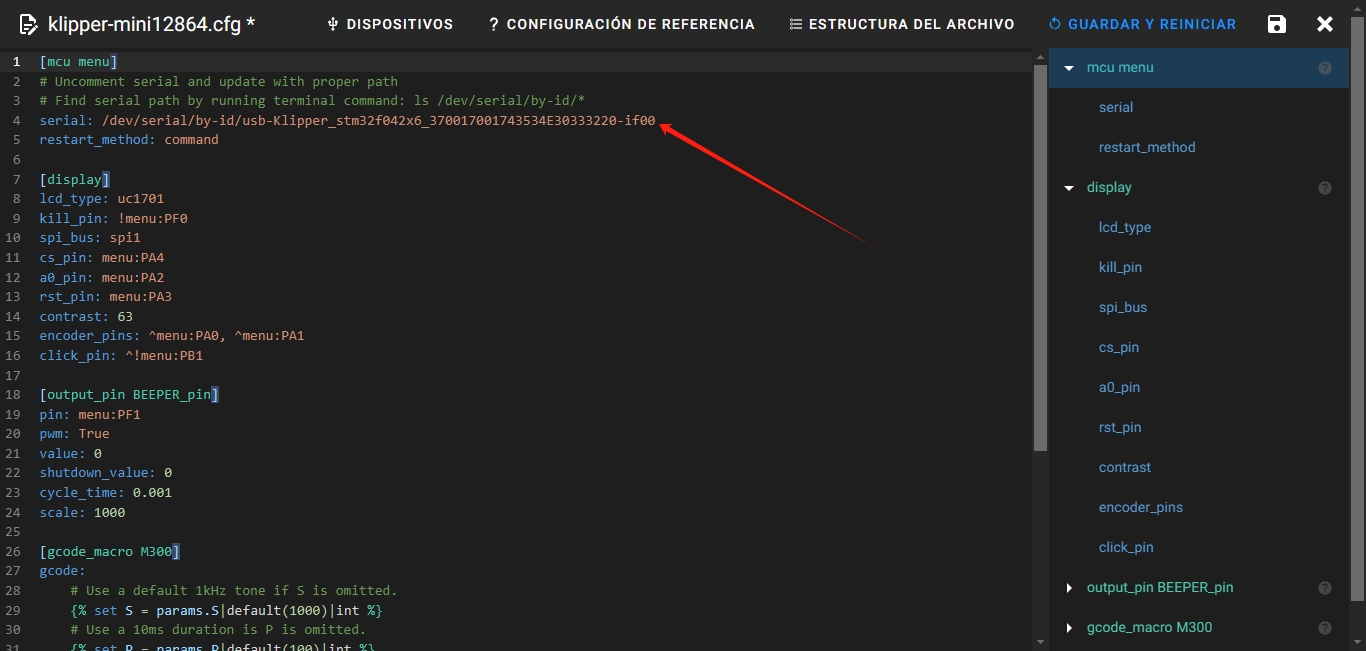 klipper-mini12864.cfg *
DISPOSITIVOS
? CONFIGURACIÓN DE REFERENCIA
ESTRUCTURA DEL ARCHIVO
GUARDAR Y REINICIAR
1 [mcu menu]
2 # Uncomment serial and update with proper path
3 # Find serial path by running terminal command: ls /dev/serial/by-id/*
4 serial: /dev/serial/by-id/usb-Klipper_stm32f042x6_370017001743534E30333220-if00
5 restart_method: command
6
7 [display]
8 lcd_type: uc1701
9 kill_pin: !menu:PF0
10 spi_bus: spi1
11 cs_pin: menu:PA4
12 a0_pin: menu:PA2
13 rst_pin: menu:PA3
14 contrast: 63
15 encoder_pins: ^menu:PA0, ^menu:PA1
16 click_pin: ^!menu:PB1
17
18 [output_pin BEEPER_pin]
19 pin: menu:PF1
20 pwm: True
21 value: 0
22 shutdown_value: 0
23 cycle_time: 0.001
24 scale: 1000
25
26 [gcode_macro M300]
27 gcode:
28 # Use a default 1kHz tone if S is omitted.
29 {% set S = params.S|default(1000)|int %}
30 # Use a 10ms duration is P is omitted.
31 {% set P = params.P|default(100)|int %}
mcu menu
serial
restart_method
display
lcd_type
kill_pin
spi_bus
cs_pin
a0_pin
rst_pin
contrast
encoder_pins
click_pin
output_pin BEEPER_pin
gcode_macro M300